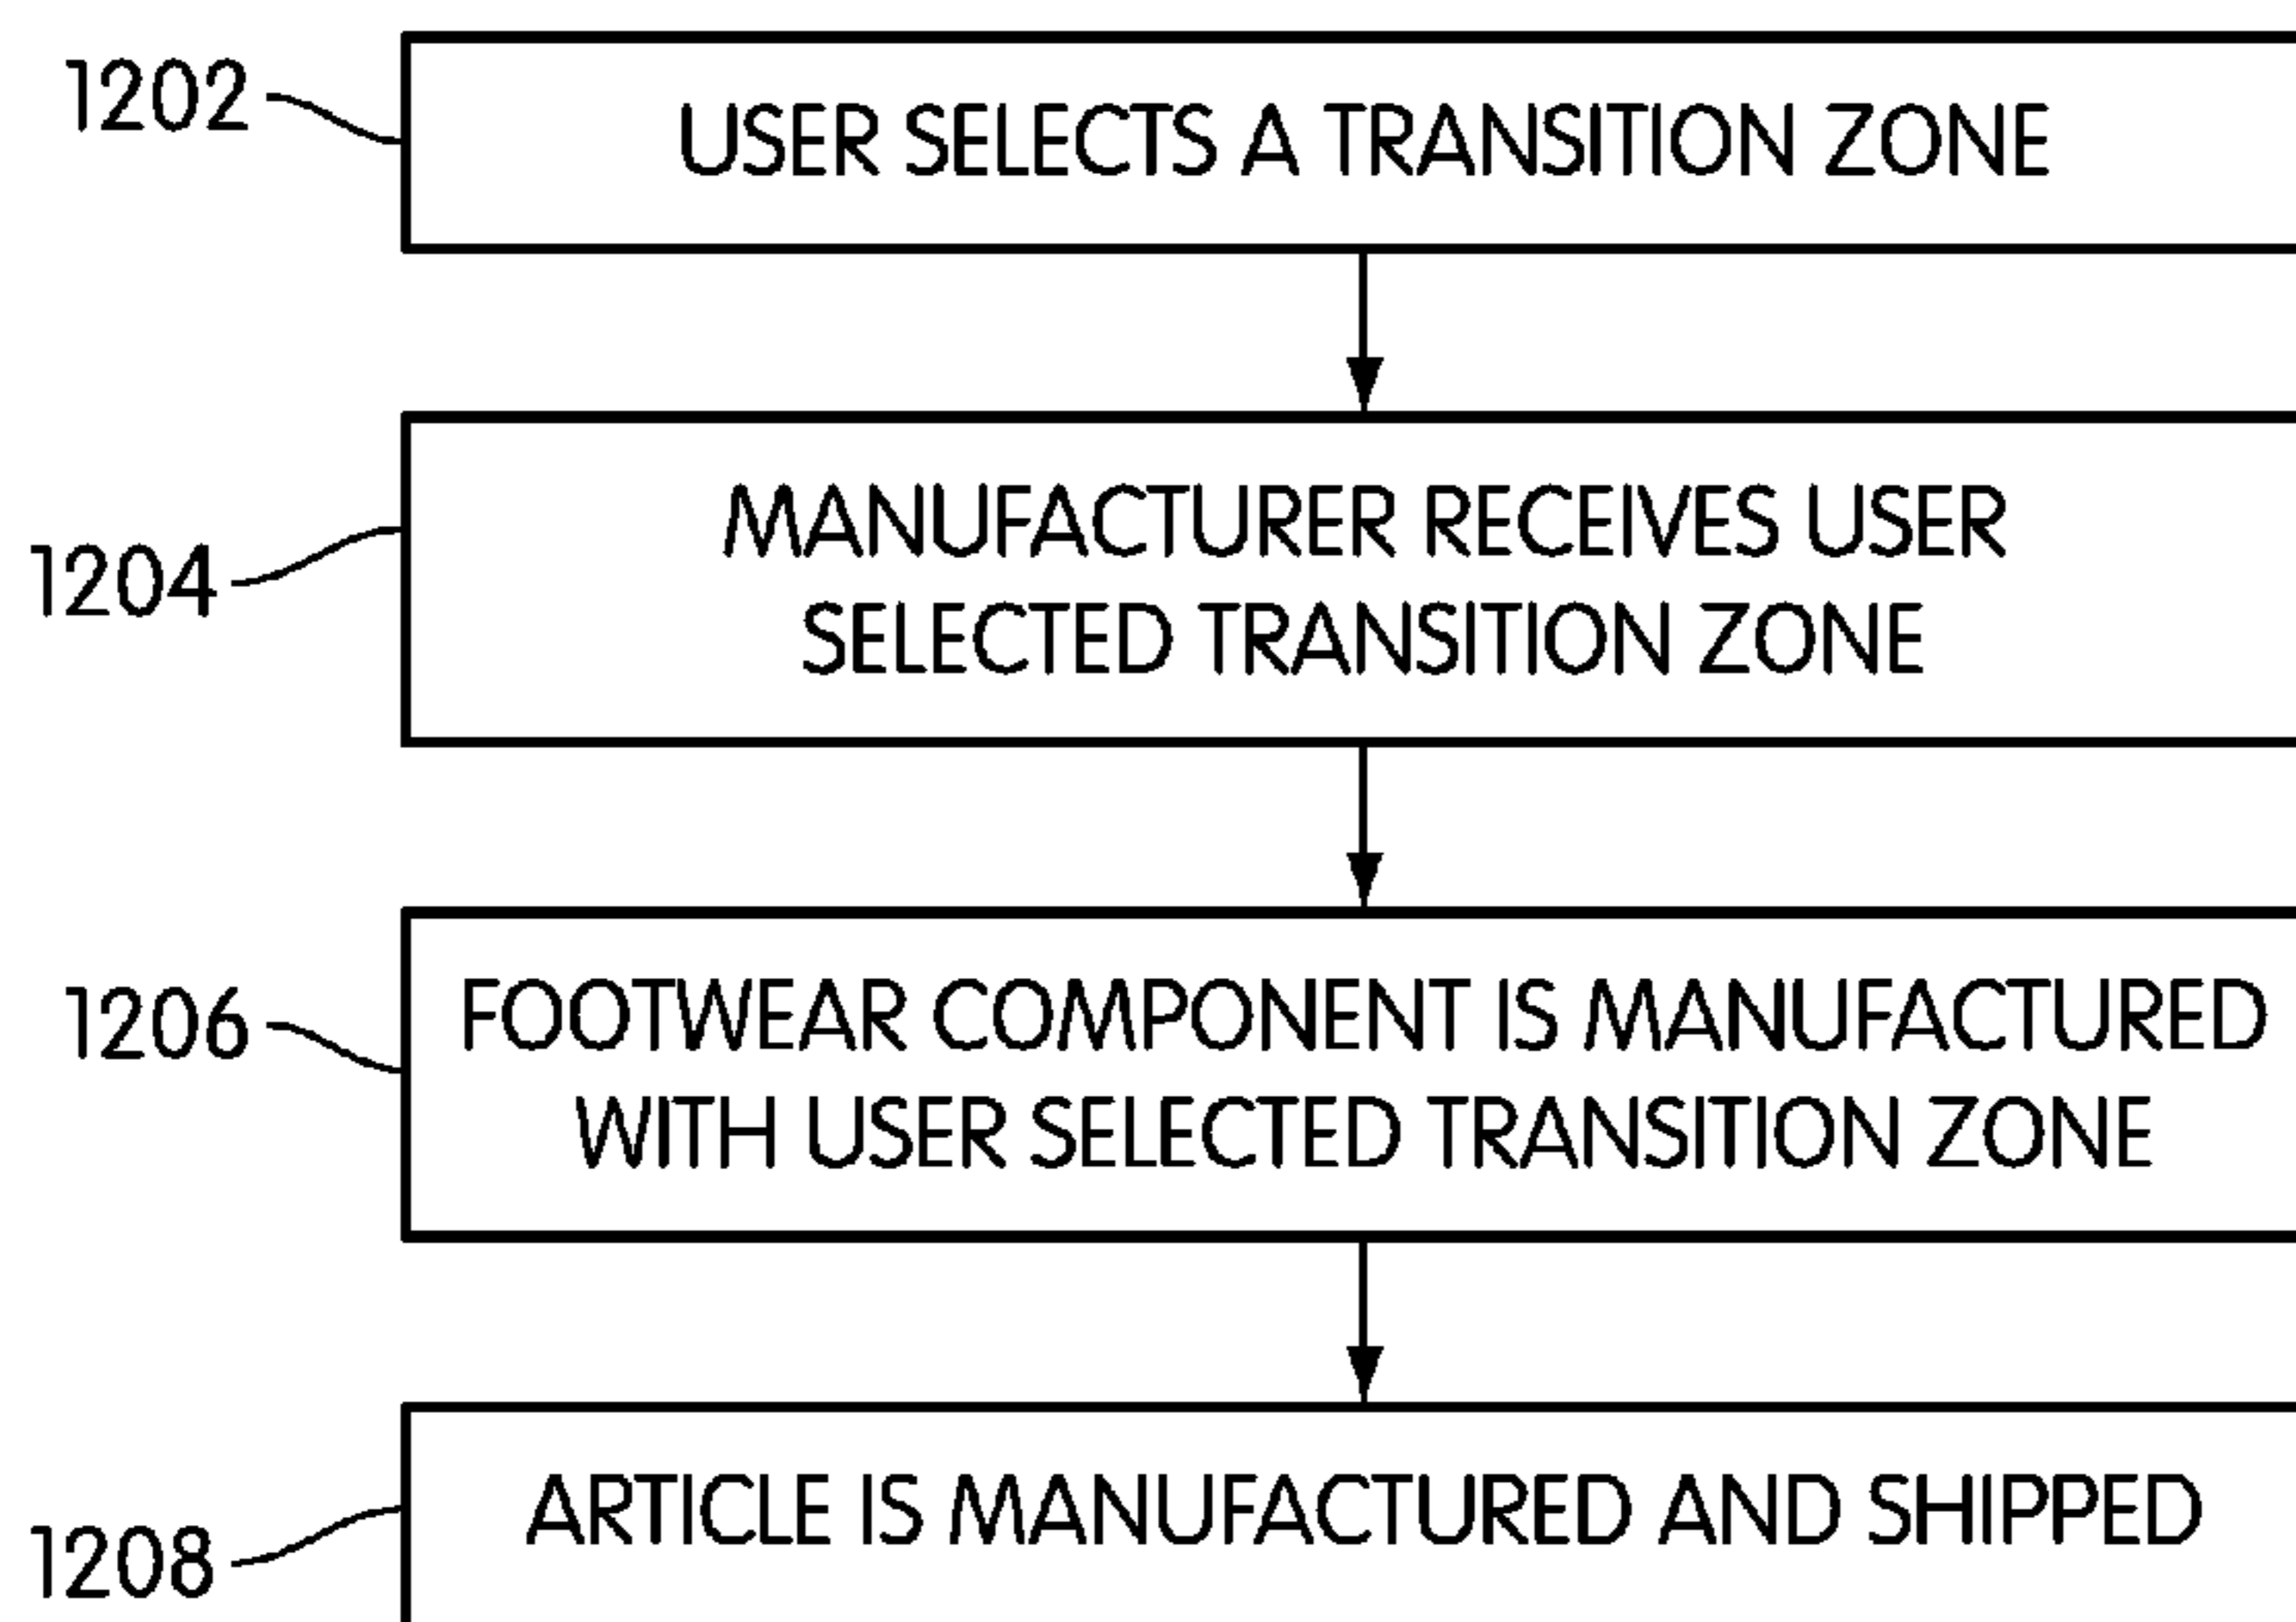 1202
USER SELECTS A TRANSITION ZONE
1204
MANUFACTURER RECEIVES USER
SELECTED TRANSITION ZONE
1206
FOOTWEAR COMPONENT IS MANUFACTURED
WITH USER SELECTED TRANSITION ZONE
1208
ARTICLE IS MANUFACTURED AND SHIPPED